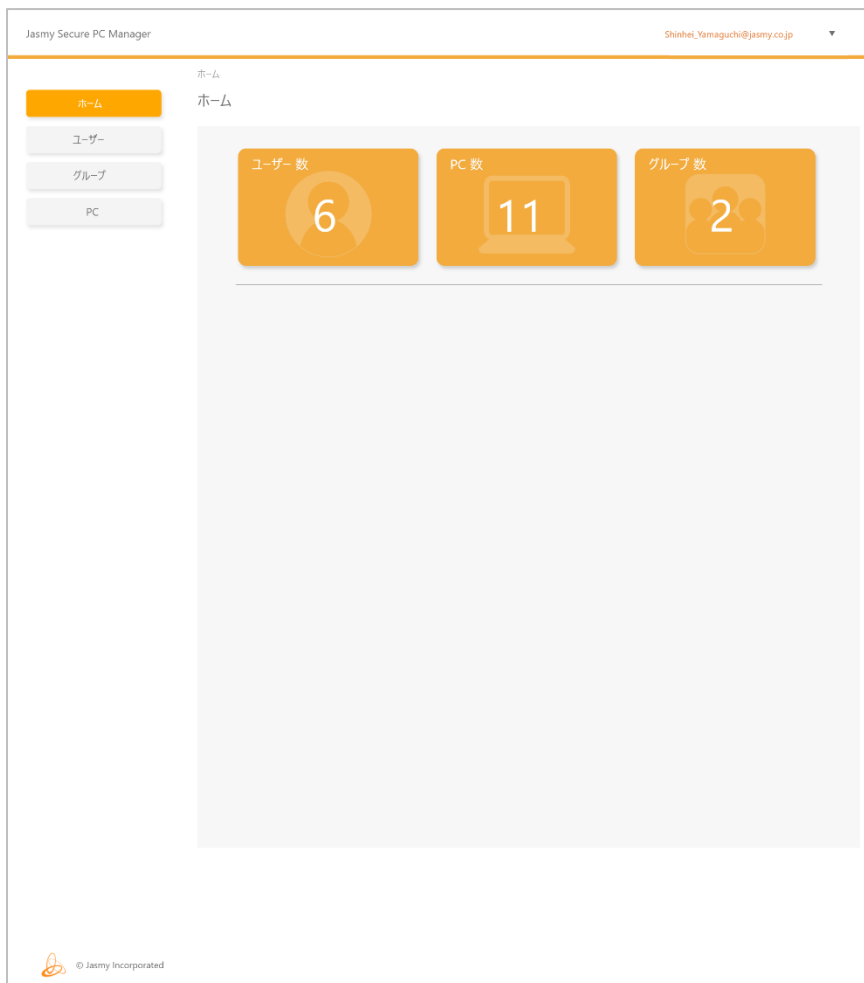 Jasmy Secure PC Manager
Shinhei_Yamaguchi@jasmy.co.jp ▼
ホーム
ホーム
ホーム
ユーザー
グループ
PC
ユーザー 数
6
PC 数
11
グループ 数
2
© Jasmy Incorporated